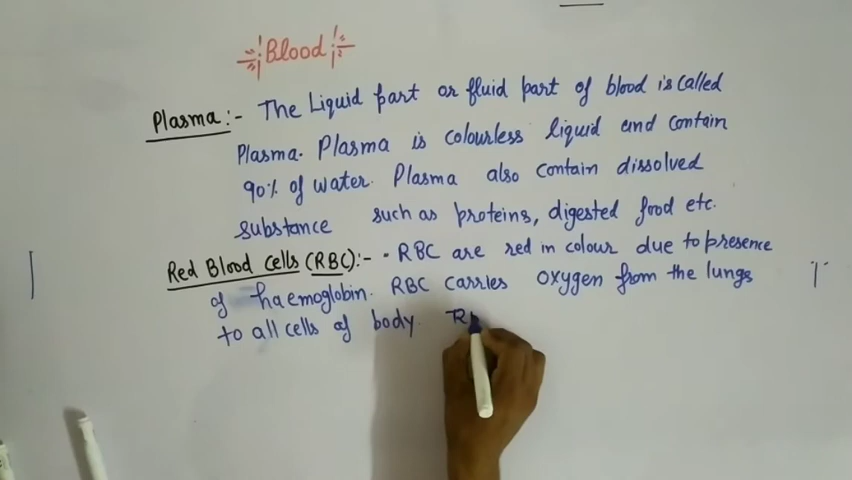 Blood
Plasma:- The Liquid part or fluid part of blood is called
Plasma. Plasma is colourless liquid and contain
90% of water. Plasma also contain dissolved
substance such as proteins, digested food etc.
Red Blood cells (RBC):- • RBC are red in colour due to presence
of haemoglobin. RBC carries oxygen from the lungs
to all cells of body. R